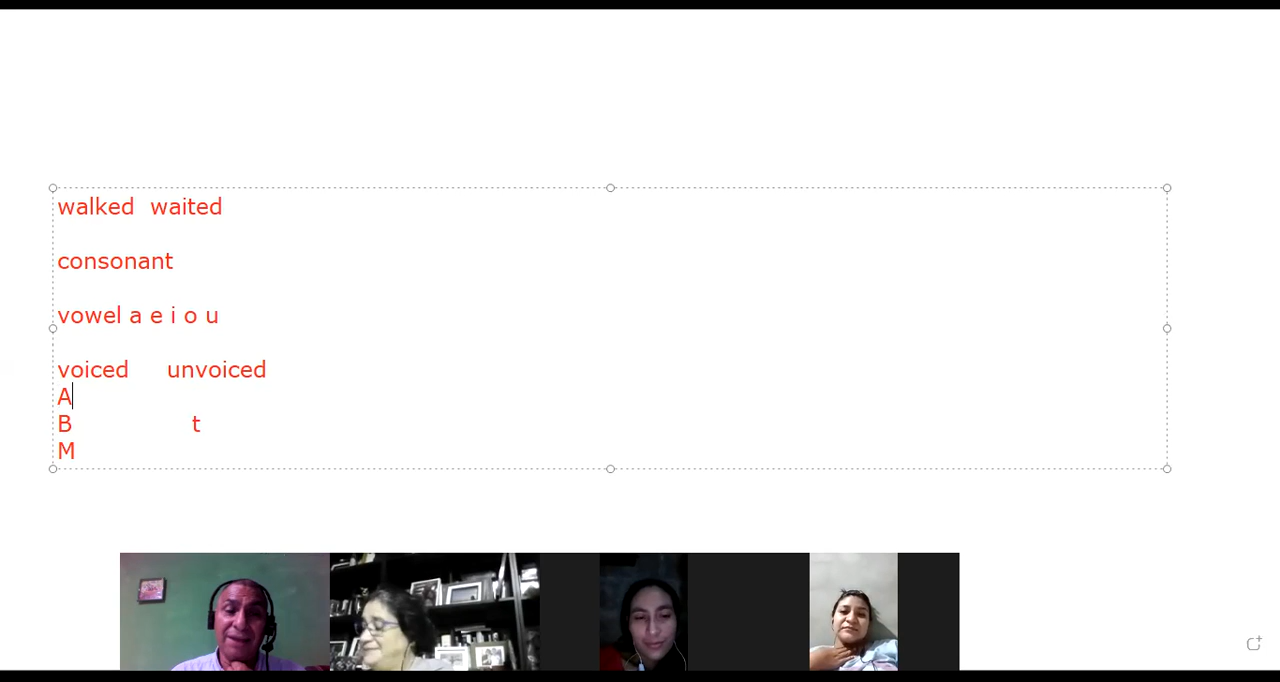 walked waited
consonant
vowel a e i o u
voiced unvoiced
A
B t
M